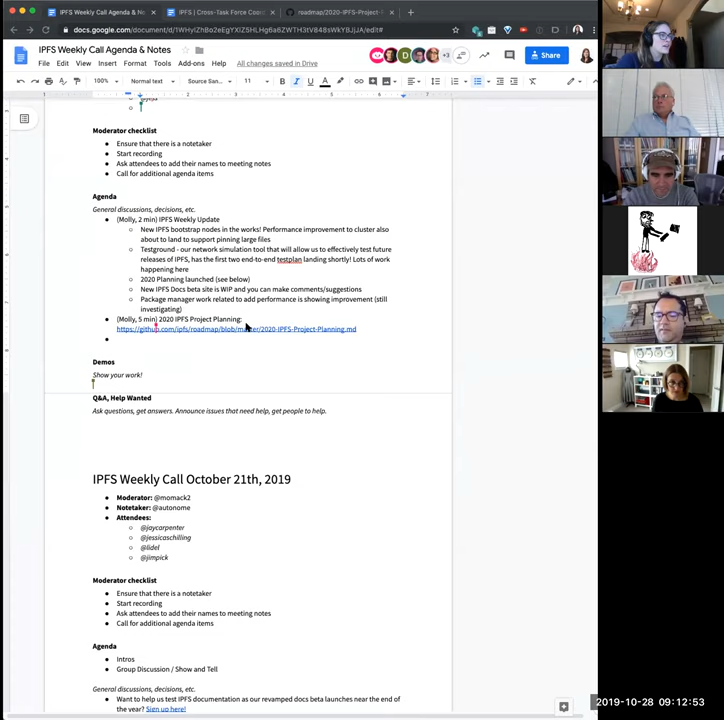 IPFS Weekly Call Agenda & N
IPFS | Cross-Task Force Coor
roadmap/2020-IPFS-Project-
IPFS Weekly Call Agenda & Notes
File Edit View Insert Format Tools Add-ons Help All changes saved in Drive
+3
Share
100% Normal text Source San... 11
Moderator checklist
Ensure that there is a notetaker
Start recording
Ask attendees to add their names to meeting notes
Call for additional agenda items
Agenda
General discussions, decisions, etc.
(Molly, 2 min) IPFS Weekly Update
New IPFS bootstrap nodes in the works! Performance improvement to cluster also
about to land to support pinning large files
Testground - our network simulation tool that will allow us to effectively test future
releases of IPFS, has the first two end-to-end testplan landing shortly! Lots of work
happening here
2020 Planning launched (see below)
New IPFS Docs beta site is WIP and you can make comments/suggestions
Package manager work related to add performance is showing improvement (still
investigating)
(Molly, 5 min) 2020 IPFS Project Planning:
https://github.com/ipfs/roadmap/blob/master/2020-IPFS-Project-Planning.md
Demos
Show your work!
Q&A, Help Wanted
Ask questions, get answers. Announce issues that need help, get people to help.
IPFS Weekly Call October 21th, 2019
Moderator: @momack2
Notetaker: @autonome
Attendees:
@jaycarpenter
@jessicaschilling
@lidel
@jimpick
Moderator checklist
Ensure that there is a notetaker
Start recording
Ask attendees to add their names to meeting notes
Call for additional agenda items
Agenda
Intros
Group Discussion / Show and Tell
General discussions, decisions, etc.
Want to help us test IPFS documentation as our revamped docs beta launches near the end of
the year? Sign up here!
2019-10-28 09:12:53